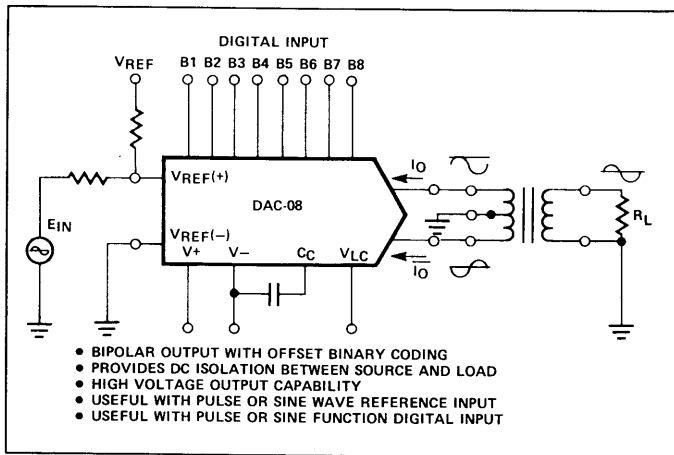 DIGITAL INPUT
VREF
B1 B2 B3 B4 B5 B6 B7 B8
IO
VREF(+)
DAC-08
EIN
RL
VREF(−)
V+ V− CC VLC
IO
• BIPOLAR OUTPUT WITH OFFSET BINARY CODING
• PROVIDES DC ISOLATION BETWEEN SOURCE AND LOAD
• HIGH VOLTAGE OUTPUT CAPABILITY
• USEFUL WITH PULSE OR SINE WAVE REFERENCE INPUT
• USEFUL WITH PULSE OR SINE FUNCTION DIGITAL INPUT